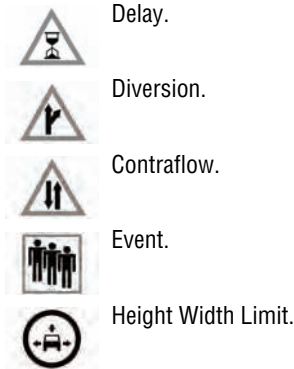 Delay.
Diversion.
Contraflow.
Event.
Height Width Limit.